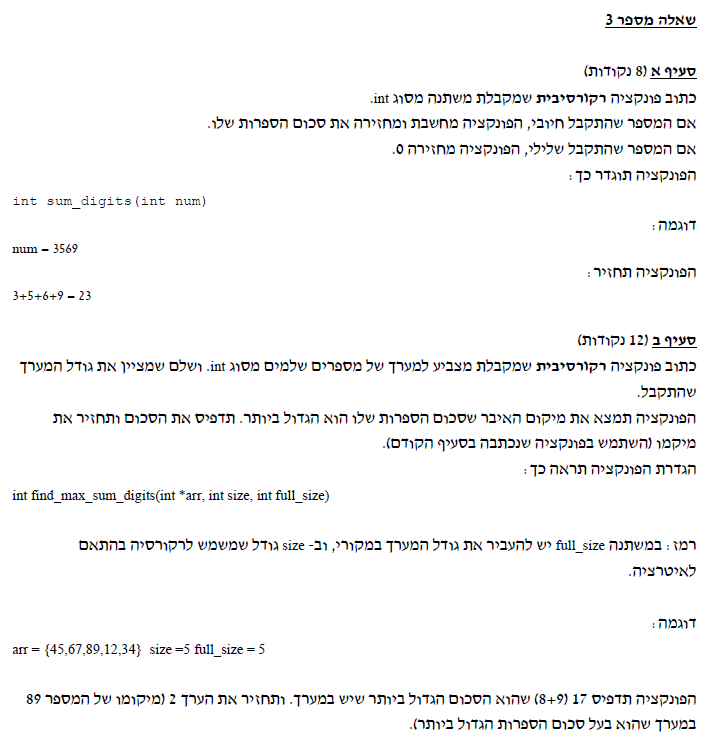 שאלה מספר 3
סעיף א (8 נקודות)
כתוב פונקציה רקורסיבית שמקבלת משתנה מסוג int.
אם המספר שהתקבל חיובי, הפונקציה מחשבת ומחזירה את סכום הספרות שלו.
אם המספר שהתקבל שלילי, הפונקציה מחזירה 0.
הפונקציה תוגדר כך:
int sum_digits(int num)
דוגמה:
num = 3569
הפונקציה תחזיר:
3+5+6+9 = 23
סעיף ב (12 נקודות)
כתוב פונקציה רקורסיבית שמקבלת מצביע למערך של מספרים שלמים מסוג int. ושלם שמציין את גודל המערך
שהתקבל.
הפונקציה תמצא את מיקום האיבר שסכום הספרות שלו הוא הגדול ביותר. תדפיס את הסכום ותחזיר את
מיקמו (השתמש בפונקציה שנכתבה בסעיף הקודם).
הגדרת הפונקציה תראה כך:
int find_max_sum_digits(int *arr, int size, int full_size)
רמז: במשתנה full_size יש להעביר את גודל המערך במקורי, וב- size גודל שמשמש לרקורסיה בהתאם
לאיטרציה.
דוגמה:
arr = {45,67,89,12,34} size =5 full_size = 5
הפונקציה תדפיס 17 (8+9) שהוא הסכום הגדול ביותר שיש במערך. ותחזיר את הערך 2 (מיקומו של המספר 89
במערך שהוא בעל סכום הספרות הגדול ביותר).